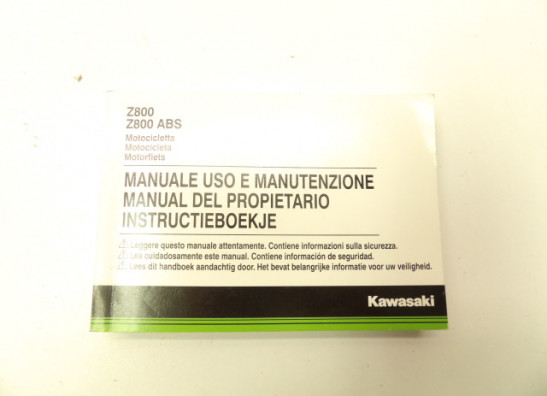 Z800
Z800 ABS
Motocicletta
Motocicleta
Motorfiets
MANUALE USO E MANUTENZIONE
MANUAL DEL PROPIETARIO
INSTRUCTIEBOEKJE
Leggere questo manuale attentamente. Contiene informazioni sulla sicurezza.
Lea cuidadosamente este manual. Contiene información de seguridad.
Lees dit handboek aandachtig door. Het bevat belangrijke informatie voor uw veiligheid.
Kawasaki